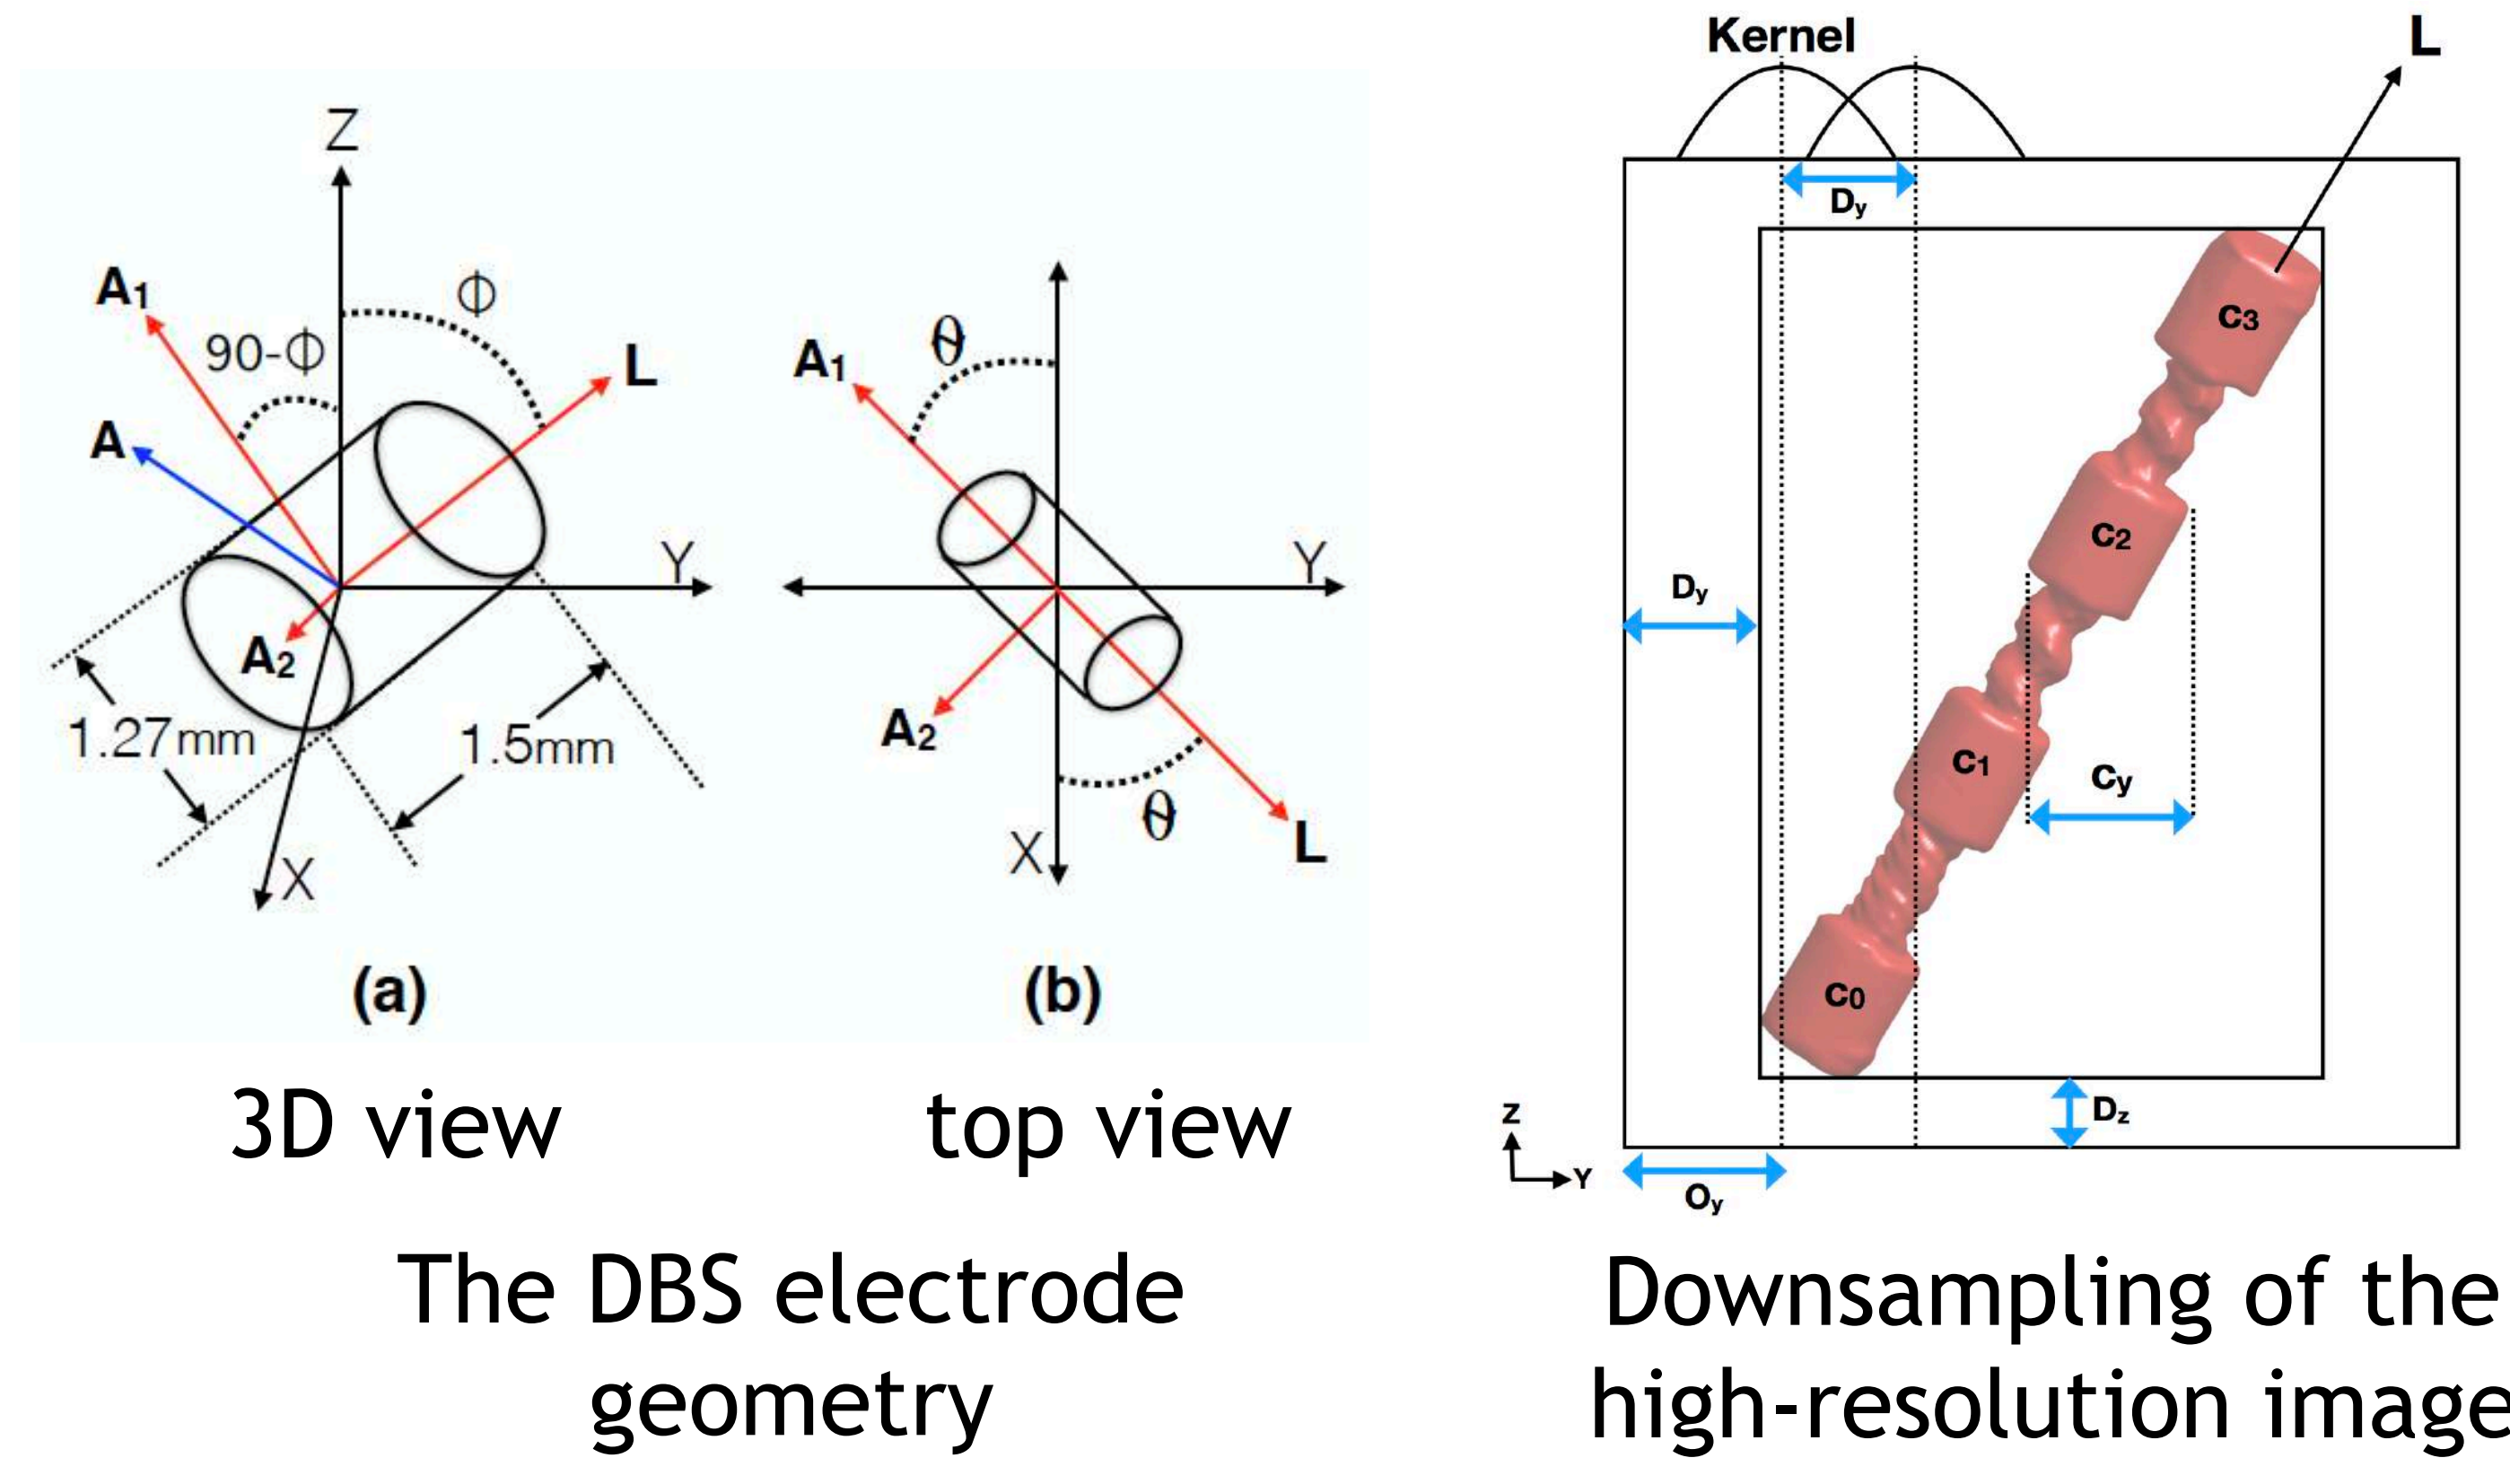 Z
A1
90-Φ
Φ
L
A
Y
A2
1.27mm
1.5mm
X
(a)
3D view
θ
A1
Y
A2
X
θ
L
(b)
top view
The DBS electrode
geometry
Kernel
L
Dy
C3
C2
Dy
C1
Cy
C0
Dz
Z
Y
Oy
Downsampling of the
high-resolution image